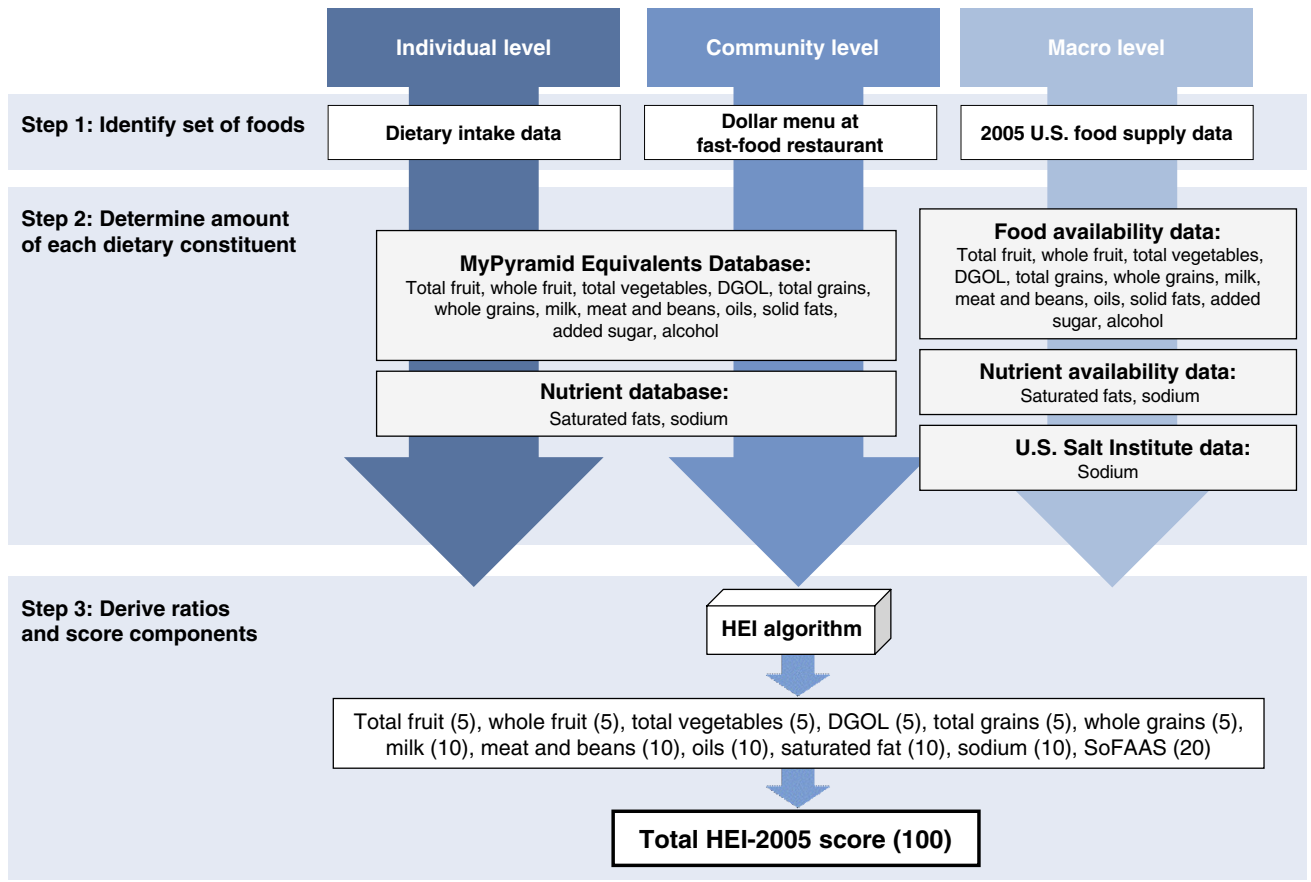 Individual level
Community level
Macro level
Step 1: Identify set of foods
Dietary intake data
Dollar menu at
fast-food restaurant
2005 U.S. food supply data
Step 2: Determine amount
of each dietary constituent
MyPyramid Equivalents Database:
Total fruit, whole fruit, total vegetables, DGOL, total grains,
whole grains, milk, meat and beans, oils, solid fats,
added sugar, alcohol
Nutrient database:
Saturated fats, sodium
Food availability data:
Total fruit, whole fruit, total vegetables,
DGOL, total grains, whole grains, milk,
meat and beans, oils, solid fats, added
sugar, alcohol
Nutrient availability data:
Saturated fats, sodium
U.S. Salt Institute data:
Sodium
Step 3: Derive ratios
and score components
HEI algorithm
Total fruit (5), whole fruit (5), total vegetables (5), DGOL (5), total grains (5), whole grains (5),
milk (10), meat and beans (10), oils (10), saturated fat (10), sodium (10), SoFAAS (20)
Total HEI-2005 score (100)